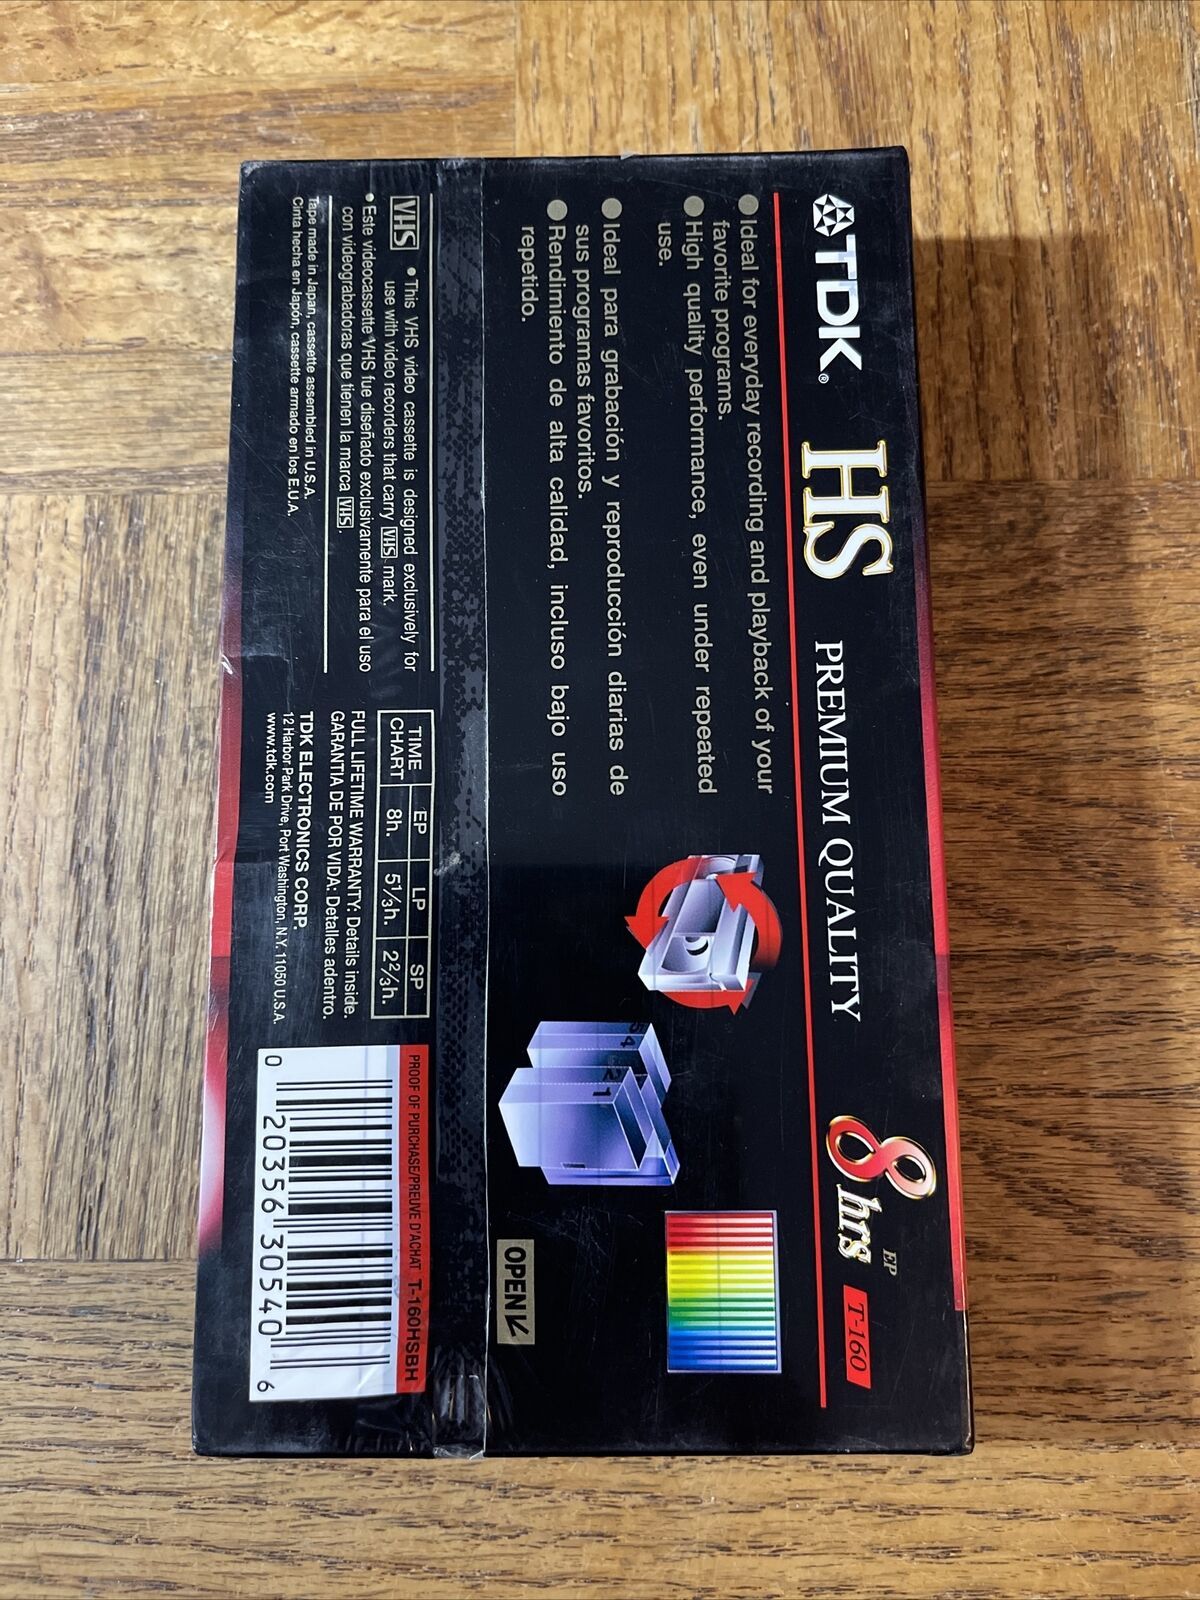 TDK® HS PREMIUM QUALITY 8hrs EP T-160
● Ideal for everyday recording and playback of your
favorite programs.
● High quality performance, even under repeated
use.
● Ideal para grabación y reproducción diarias de
sus programas favoritos.
● Rendimiento de alta calidad, incluso bajo uso
repetido.
5 4 2 1
OPEN
VHS • This VHS video cassette is designed exclusively for
use with video recorders that carry VHS mark.
• Este videocassette VHS fue diseñado exclusivamente para el uso
con videograbadoras que tienen la marca VHS.
Tape made in Japan, cassette assembled in U.S.A.
Cinta hecha en Japón, cassette armado en los E.U.A.
TIME CHART EP LP SP
8h. 5⅓h. 2⅔h.
FULL LIFETIME WARRANTY: Details inside.
GARANTIA DE POR VIDA: Detalles adentro.
TDK ELECTRONICS CORP.
12 Harbor Park Drive, Port Washington, N.Y. 11050 U.S.A.
www.tdk.com
PROOF OF PURCHASE/PREUVE D'ACHAT T-160HSBH
0 20356 30540 6